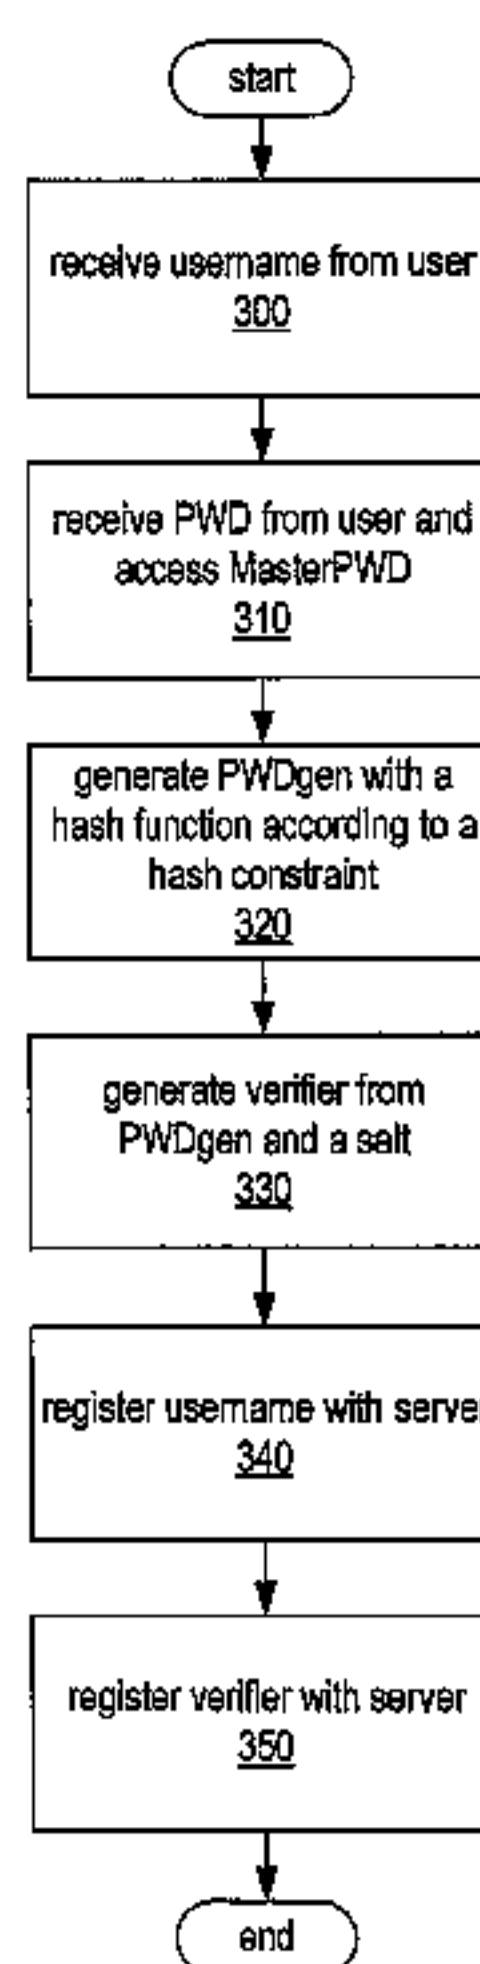 start
receive username from user
300
receive PWD from user and
access MasterPWD
310
generate PWDgen with a
hash function according to a
hash constraint
320
generate verifier from
PWDgen and a salt
330
register username with server
340
register verifier with server
350
end